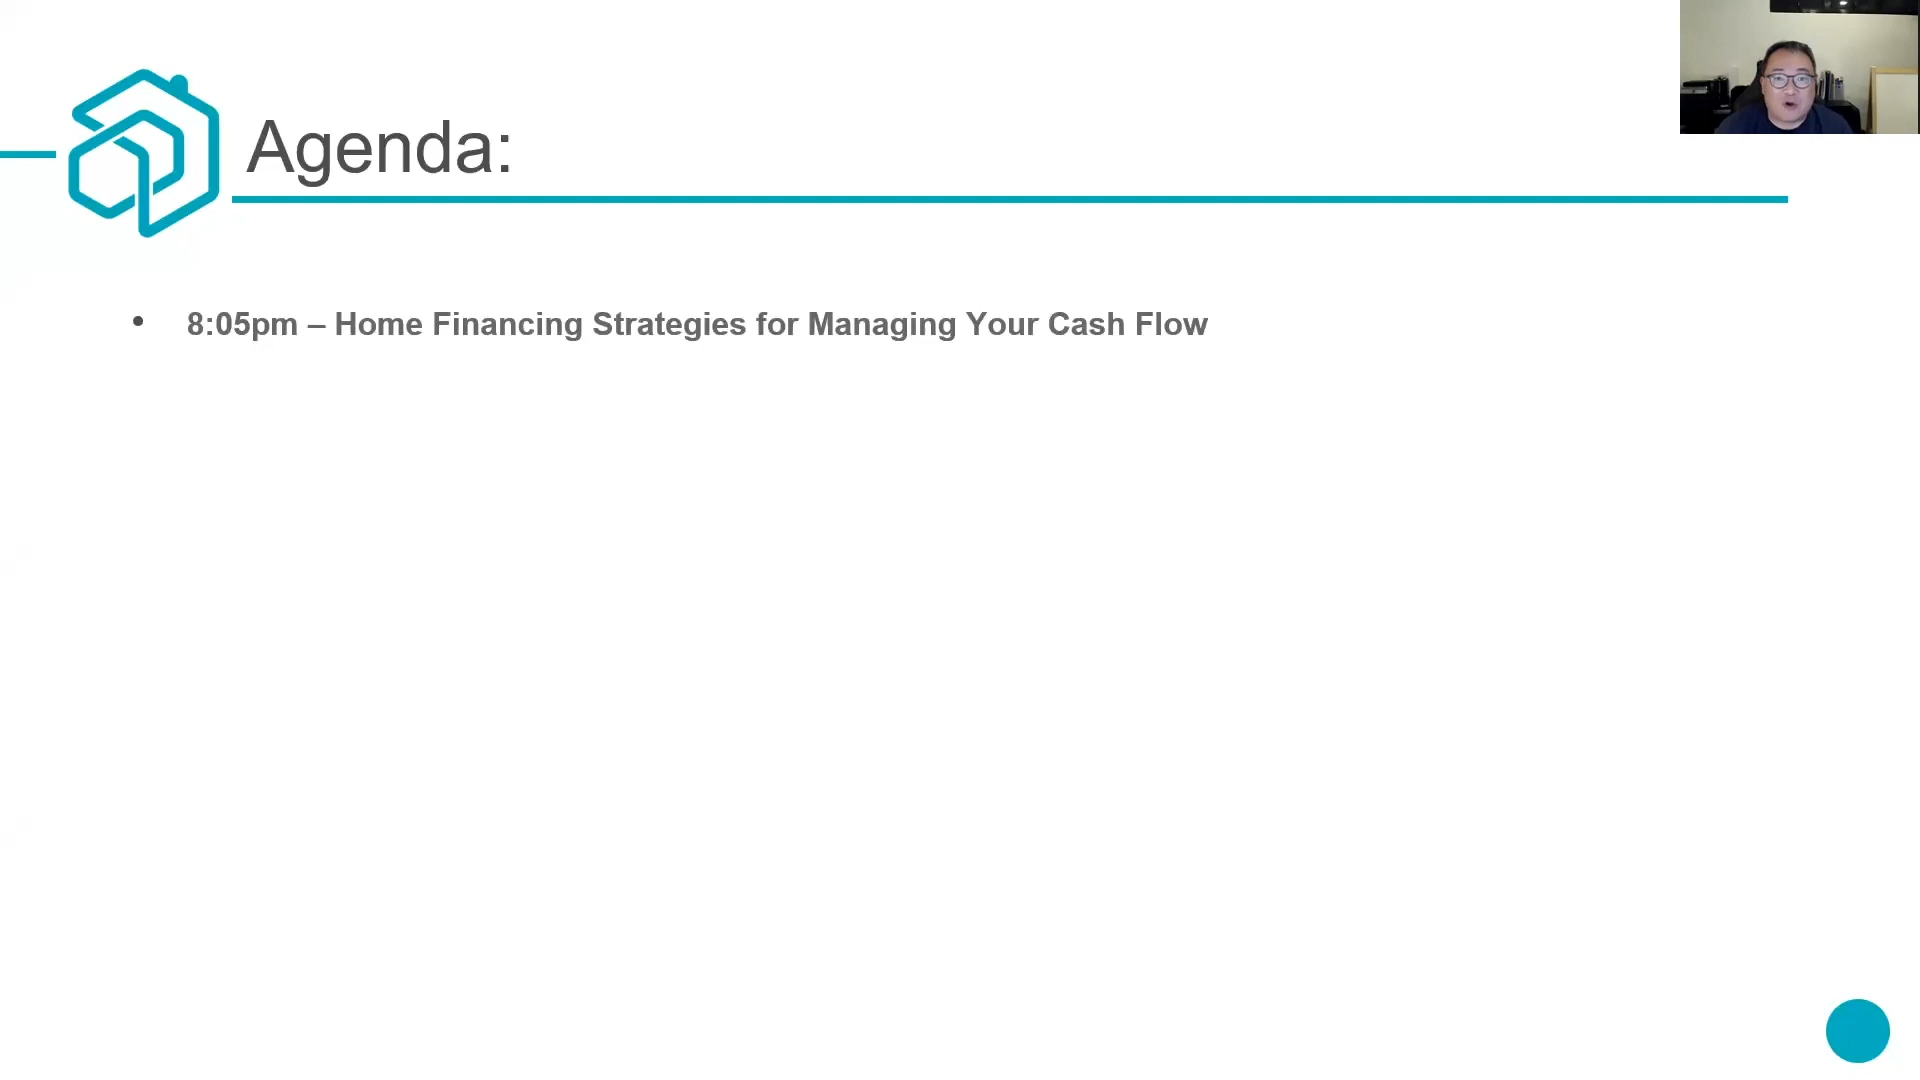 Agenda:
• 8:05pm – Home Financing Strategies for Managing Your Cash Flow